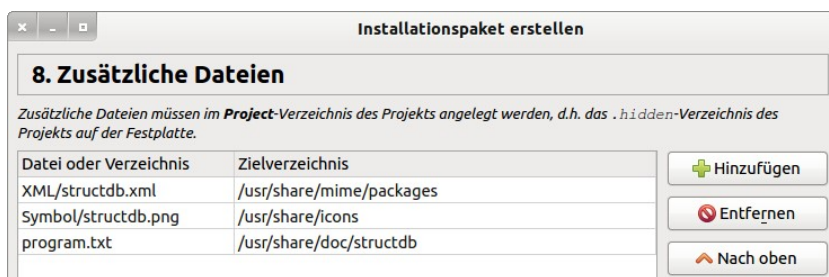 Installationspaket erstellen
8. Zusätzliche Dateien
Zusätzliche Dateien müssen im Project-Verzeichnis des Projekts angelegt werden, d.h. das .hidden-Verzeichnis des
Projekts auf der Festplatte.
Datei oder Verzeichnis Zielverzeichnis
XML/structdb.xml /usr/share/mime/packages
Symbol/structdb.png /usr/share/icons
program.txt /usr/share/doc/structdb
Hinzufügen
Entfernen
Nach oben